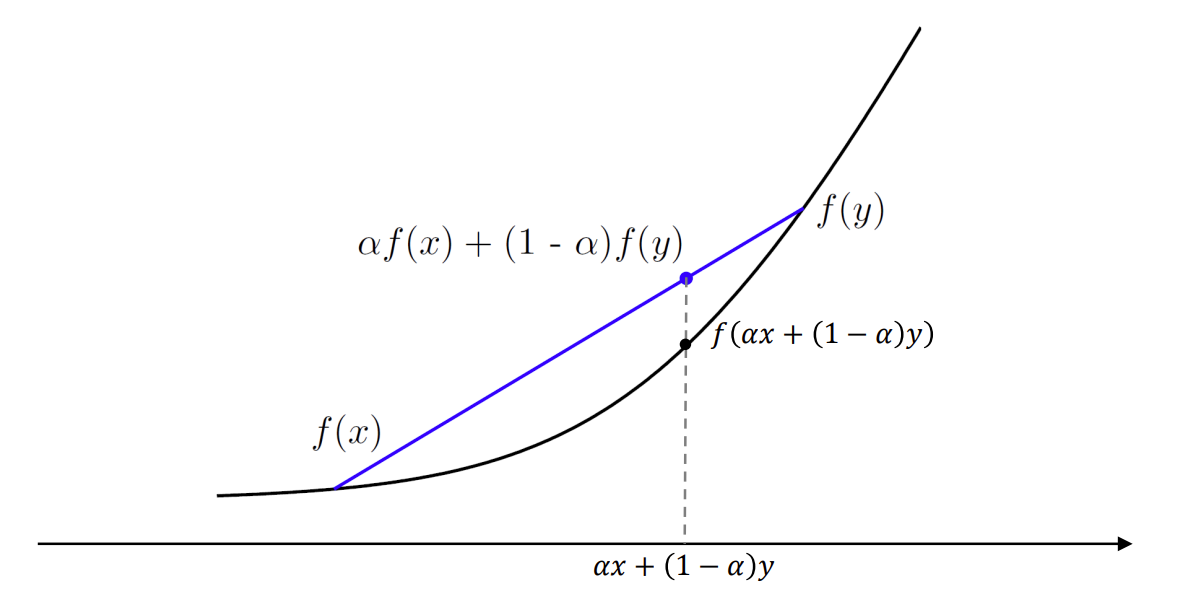 αf(x) + (1 - α)f(y)
f(y)
f(αx + (1 − α)y)
f(x)
αx + (1 − α)y